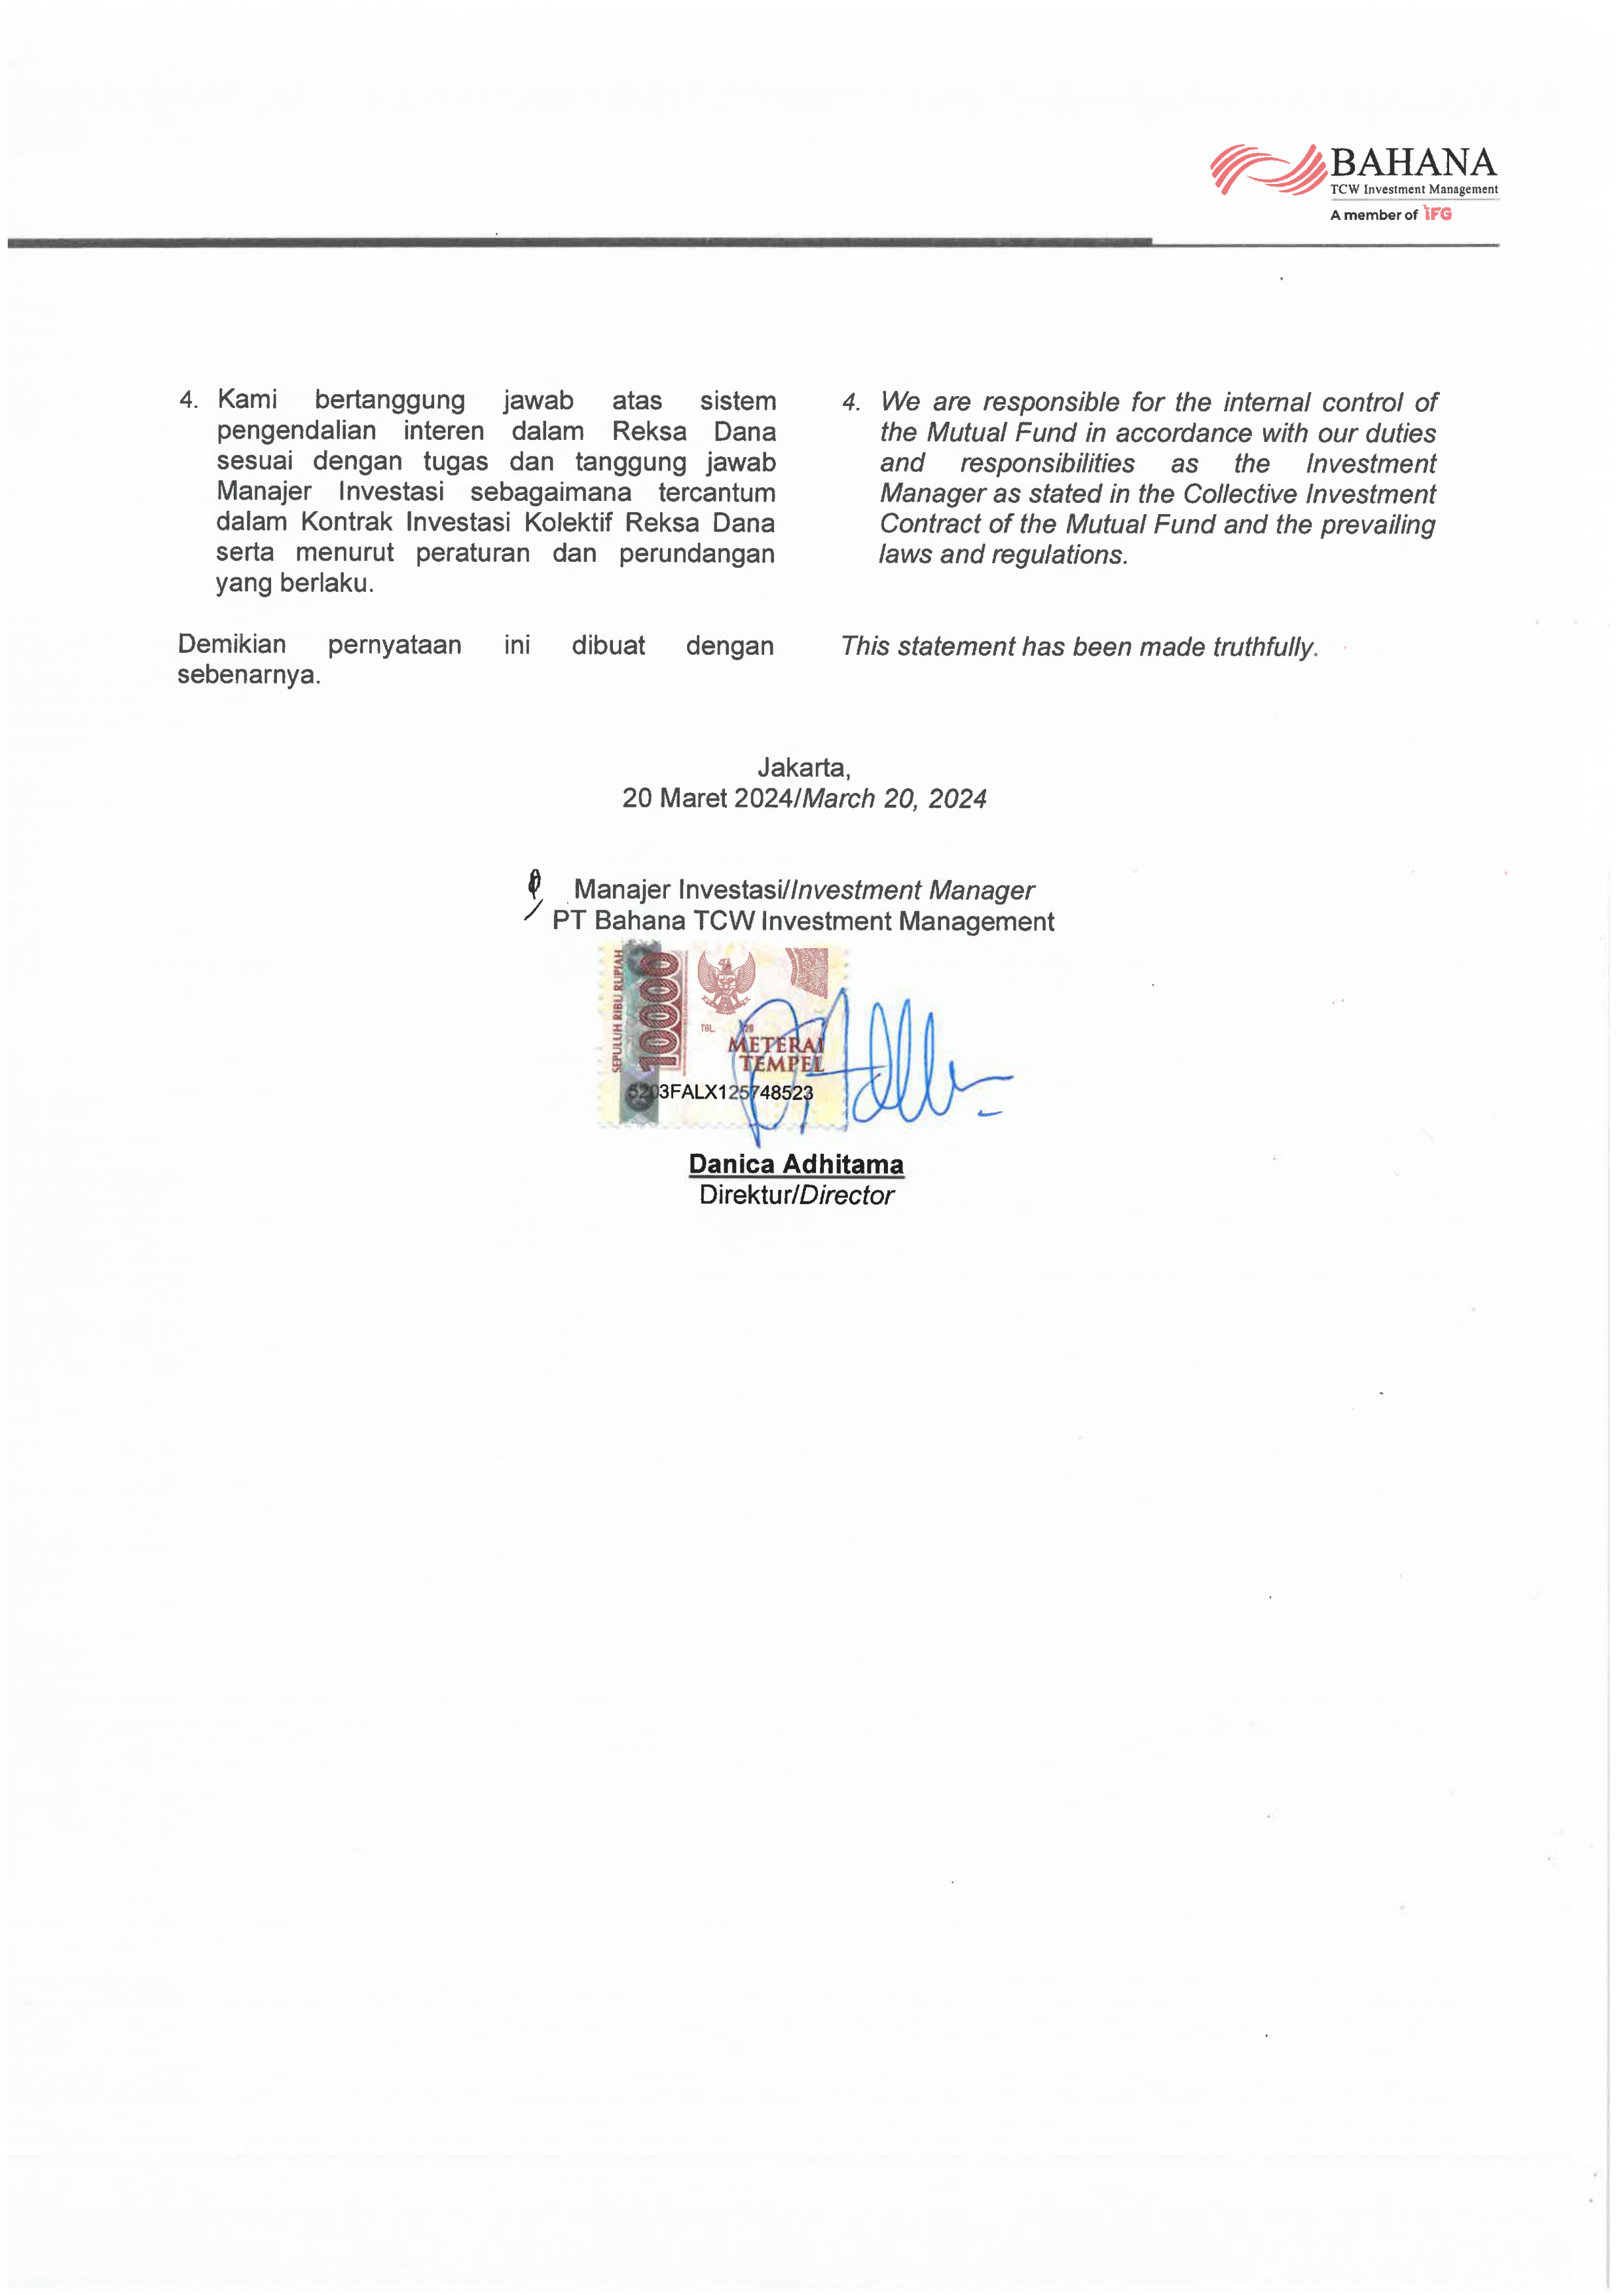 BAHANA
TCW Investment Management
A member of IFG
4. Kami bertanggung jawab atas sistem
pengendalian interen dalam Reksa Dana
sesuai dengan tugas dan tanggung jawab
Manajer Investasi sebagaimana tercantum
dalam Kontrak Investasi Kolektif Reksa Dana
serta menurut peraturan dan perundangan
yang berlaku.
4. We are responsible for the internal control of
the Mutual Fund in accordance with our duties
and responsibilities as the Investment
Manager as stated in the Collective Investment
Contract of the Mutual Fund and the prevailing
laws and regulations.
Demikian pernyataan ini dibuat dengan
sebenarnya.
This statement has been made truthfully.
Jakarta,
20 Maret 2024/March 20, 2024
Manajer Investasi/Investment Manager
PT Bahana TCW Investment Management
SEPULUH RIBU RUPIAH
10000
TGL. 20
METERAI
TEMPEL
6203FALX125748523
Danica Adhitama
Direktur/Director